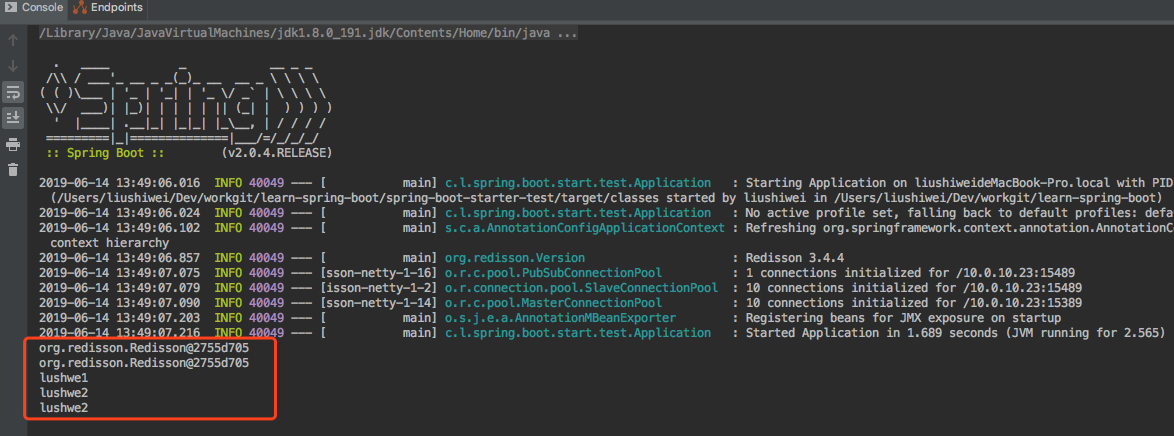 Console Endpoints
/Library/Java/JavaVirtualMachines/jdk1.8.0_191.jdk/Contents/Home/bin/java ...
  .   ____          _            __ _ _
 /\\ / ___'_ __ _ _(_)_ __  __ _ \ \ \ \
( ( )\___ | '_ | '_| | '_ \/ _` | \ \ \ \
 \\/  ___)| |_)| | | | | || (_| |  ) ) ) )
  '  |____| .__|_| |_|_| |_\__, | / / / /
 =========|_|==============|___/=/_/_/_/
 :: Spring Boot ::        (v2.0.4.RELEASE)
2019-06-14 13:49:06.016  INFO 40049 --- [           main] c.l.spring.boot.start.test.Application   : Starting Application on liushiweideMacBook-Pro.local with PID
(/Users/liushiwei/Dev/workgit/learn-spring-boot/spring-boot-starter-test/target/classes started by liushiwei in /Users/liushiwei/Dev/workgit/learn-spring-boot)
2019-06-14 13:49:06.024  INFO 40049 --- [           main] c.l.spring.boot.start.test.Application   : No active profile set, falling back to default profiles: defa
2019-06-14 13:49:06.102  INFO 40049 --- [           main] s.c.a.AnnotationConfigApplicationContext : Refreshing org.springframework.context.annotation.AnnotationC
context hierarchy
2019-06-14 13:49:06.857  INFO 40049 --- [           main] org.redisson.Version                     : Redisson 3.4.4
2019-06-14 13:49:07.075  INFO 40049 --- [sson-netty-1-16] o.r.c.pool.PubSubConnectionPool          : 1 connections initialized for /10.0.10.23:15489
2019-06-14 13:49:07.079  INFO 40049 --- [isson-netty-1-2] o.r.connection.pool.SlaveConnectionPool  : 10 connections initialized for /10.0.10.23:15489
2019-06-14 13:49:07.090  INFO 40049 --- [sson-netty-1-14] o.r.c.pool.MasterConnectionPool          : 10 connections initialized for /10.0.10.23:15389
2019-06-14 13:49:07.203  INFO 40049 --- [           main] o.s.j.e.a.AnnotationMBeanExporter        : Registering beans for JMX exposure on startup
2019-06-14 13:49:07.216  INFO 40049 --- [           main] c.l.spring.boot.start.test.Application   : Started Application in 1.689 seconds (JVM running for 2.565)
org.redisson.Redisson@2755d705
org.redisson.Redisson@2755d705
lushwe1
lushwe2
lushwe2